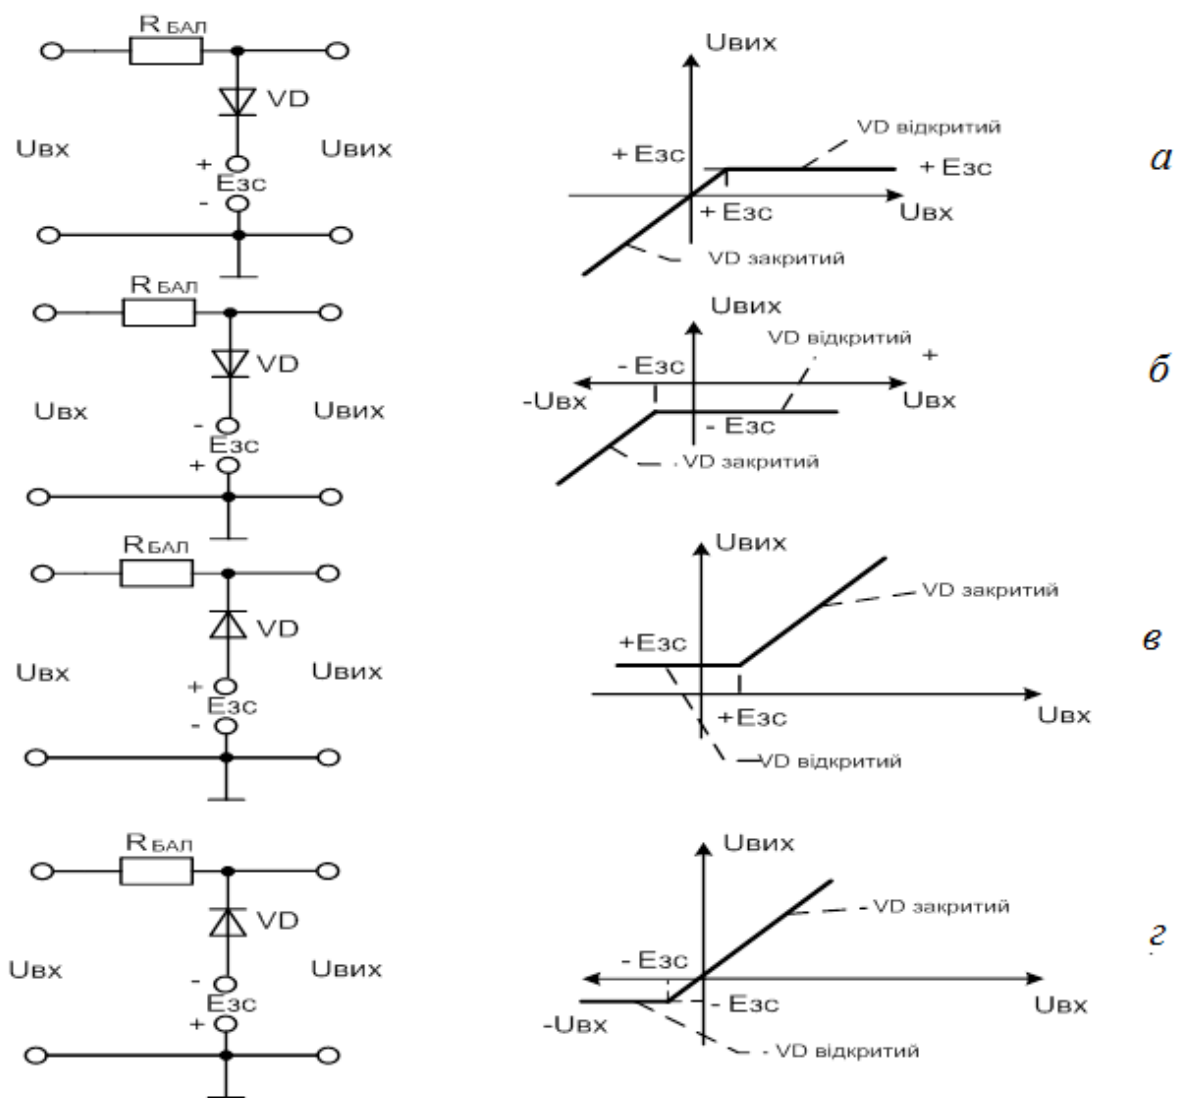 R БАЛ
VD
Uвх
Uвих
+
Eзс
-
Uвих
VD відкритий
+ Eзс
+ Eзс
+ Eзс
Uвх
VD закритий
а
R БАЛ
VD
Uвх
Uвих
-
Eзс
+
Uвих
VD відкритий
- Eзс
+
-Uвх
Uвх
- Eзс
VD закритий
б
R БАЛ
VD
Uвх
Uвих
+
Eзс
-
Uвих
VD закритий
+Eзс
+Eзс
Uвх
VD відкритий
в
R БАЛ
VD
Uвх
Uвих
-
Eзс
+
Uвих
VD закритий
- Eзс
- Eзс
-Uвх
Uвх
VD відкритий
г